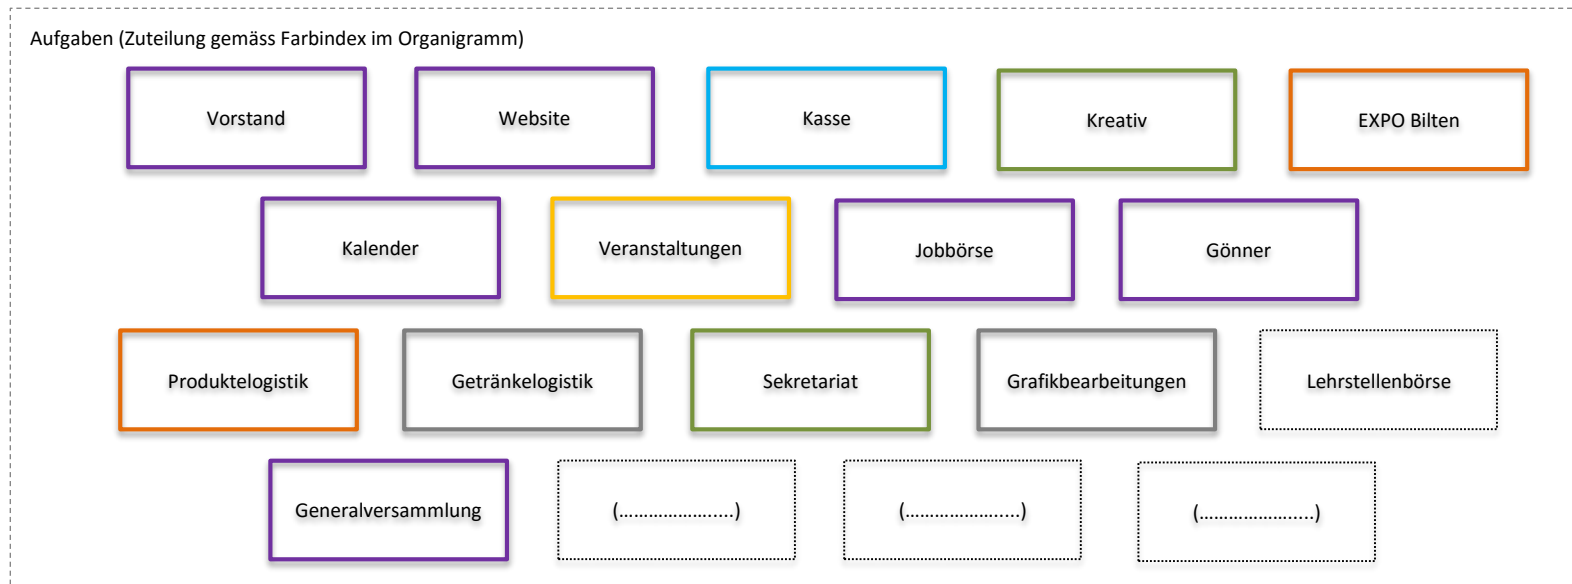 Aufgaben (Zuteilung gemäss Farbindex im Organigramm)
Vorstand
Website
Kasse
Kreativ
EXPO Bilten
Kalender
Veranstaltungen
Jobbörse
Gönner
Produktelogistik
Getränkelogistik
Sekretariat
Grafikbearbeitungen
Lehrstellenbörse
Generalversammlung
(......................)
(......................)
(......................)